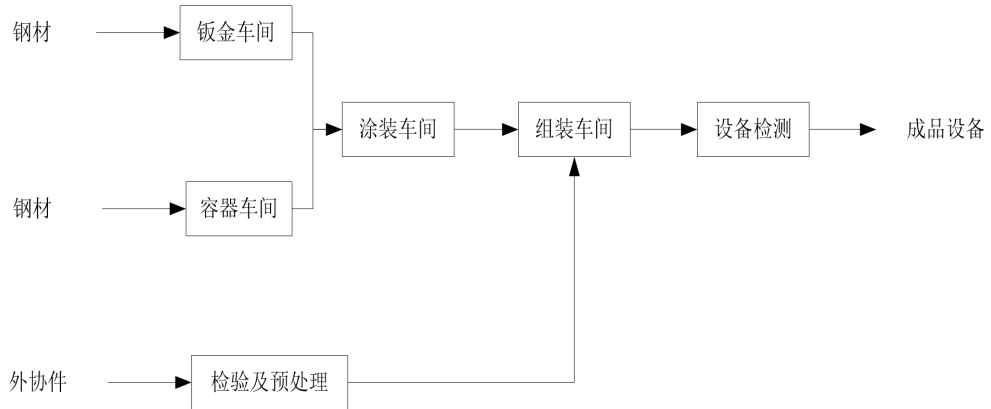 钢材
钣金车间
涂装车间
组装车间
设备检测
成品设备
钢材
容器车间
外协件
检验及预处理